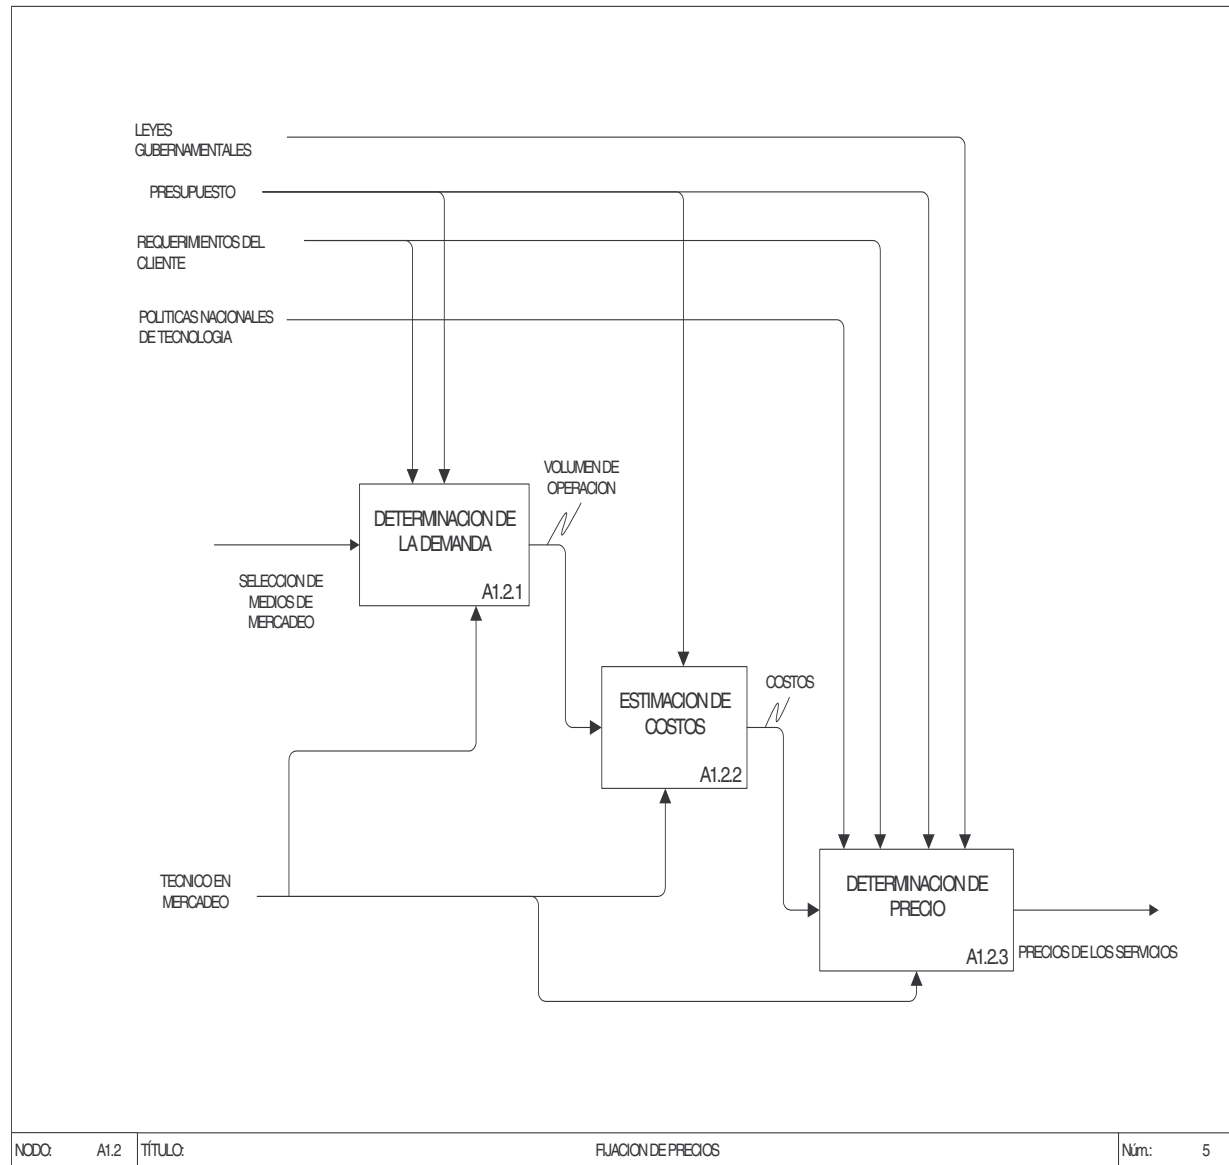 LEYES
GUBERNAMENTALES
PRESUPUESTO
REQUERIMIENTOS DEL
CLIENTE
POLITICAS NACIONALES
DE TECNOLOGIA
VOLUMEN DE
OPERACION
DETERMINACION DE
LA DEMANDA
A1.2.1
SELECCION DE
MEDIOS DE
MERCADEO
ESTIMACION DE
COSTOS
A1.2.2
COSTOS
TECNICO EN
MERCADEO
DETERMINACION DE
PRECIO
A1.2.3
PRECIOS DE LOS SERVICIOS
NODO: A1.2 TÍTULO: FIJACION DE PRECIOS Núm.: 5